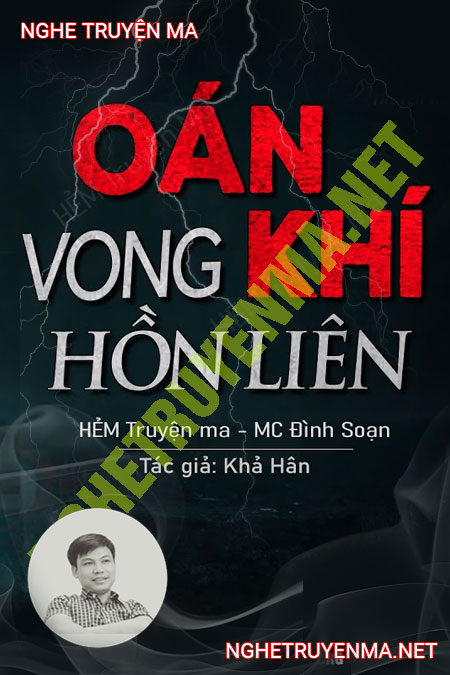 NGHE TRUYỆN MA
OÁN
VONG KHÍ
HỒN LIÊN
HẺM Truyện ma - MC Đình Soạn
Tác giả: Khả Hân
NGHETRUYENMA.NET
NGHETRUYENMA.NET